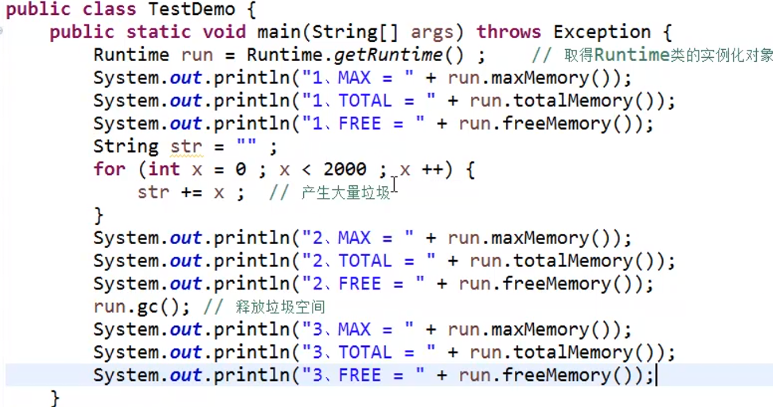 public class TestDemo {
    public static void main(String[] args) throws Exception {
        Runtime run = Runtime.getRuntime() ;    // 取得Runtime类的实例化对象
        System.out.println("1、MAX = " + run.maxMemory());
        System.out.println("1、TOTAL = " + run.totalMemory());
        System.out.println("1、FREE = " + run.freeMemory());
        String str = "" ;
        for (int x = 0 ; x < 2000 ; x ++) {
            str += x ;  // 产生大量垃圾
        }
        System.out.println("2、MAX = " + run.maxMemory());
        System.out.println("2、TOTAL = " + run.totalMemory());
        System.out.println("2、FREE = " + run.freeMemory());
        run.gc(); // 释放垃圾空间
        System.out.println("3、MAX = " + run.maxMemory());
        System.out.println("3、TOTAL = " + run.totalMemory());
        System.out.println("3、FREE = " + run.freeMemory());
    }